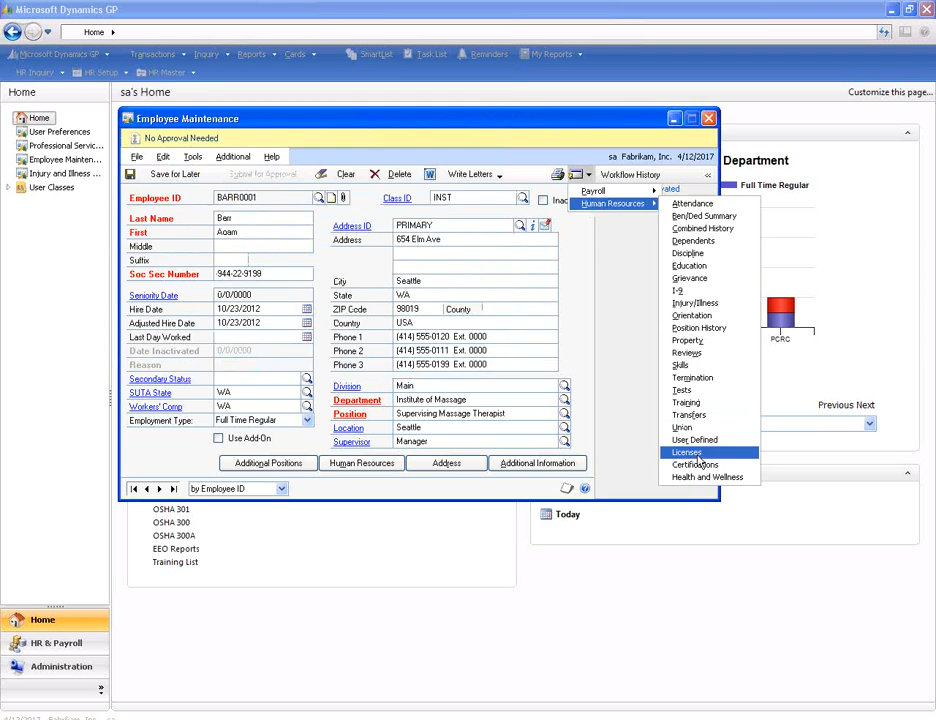 Microsoft Dynamics GP
Home
Microsoft Dynamics GP Transactions Inquiry Reports Cards SmartList Task List Reminders My Reports
HR Inquiry HR Setup HR Master
Home sa's Home Customize this page...
Home
User Preferences
Professional Servic...
Employee Mainten...
Injury and Illness ...
User Classes
Employee Maintenance
No Approval Needed
File Edit Tools Additional Help sa Fabrikam, Inc. 4/12/2017
Save for Later Submit for Approval Clear Delete Write Letters Workflow History
Employee ID BARR0001 Class ID INST Inac
Last Name Barr
First Aoam
Middle
Suffix
Soc Sec Number 944-22-9198
Address ID PRIMARY
Address 654 Elm Ave
City Seattle
State WA
ZIP Code 98019 County
Country USA
Phone 1 (414) 555-0120 Ext. 0000
Phone 2 (414) 555-0111 Ext. 0000
Phone 3 (414) 555-0199 Ext. 0000
Seniority Date 0/0/0000
Hire Date 10/23/2012
Adjusted Hire Date 10/23/2012
Last Day Worked
Date Inactivated 0/0/0000
Reason
Secondary Status
SUTA State WA
Workers' Comp WA
Employment Type: Full Time Regular
Use Add-On
Division Main
Department Institute of Massage
Position Supervising Massage Therapist
Location Seattle
Supervisor Manager
Additional Positions Human Resources Address Additional Information
by Employee ID
Payroll
Human Resources
vated
Attendance
Ben/Ded Summary
Combined History
Dependents
Discipline
Education
Grievance
I-9
Injury/Illness
Orientation
Position History
Property
Reviews
Skills
Termination
Tests
Training
Transfers
Union
User Defined
Licenses
Certifications
Health and Wellness
Department
Full Time Regular
PCRC
Previous Next
Today
OSHA 301
OSHA 300
OSHA 300A
EEO Reports
Training List
Home
HR & Payroll
Administration